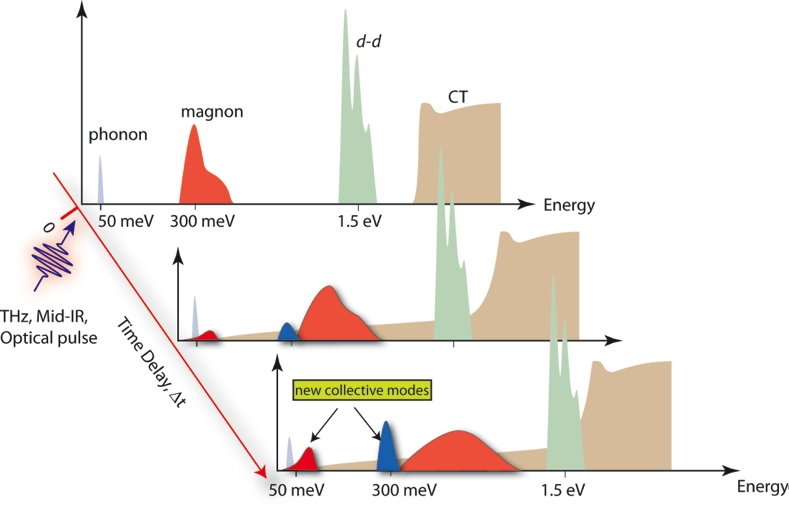 d-d
CT
magnon
phonon
50 meV
300 meV
1.5 eV
Energy
0
THz, Mid-IR,
Optical pulse
Time Delay, Δt
new collective modes
50 meV
300 meV
1.5 eV
Energy